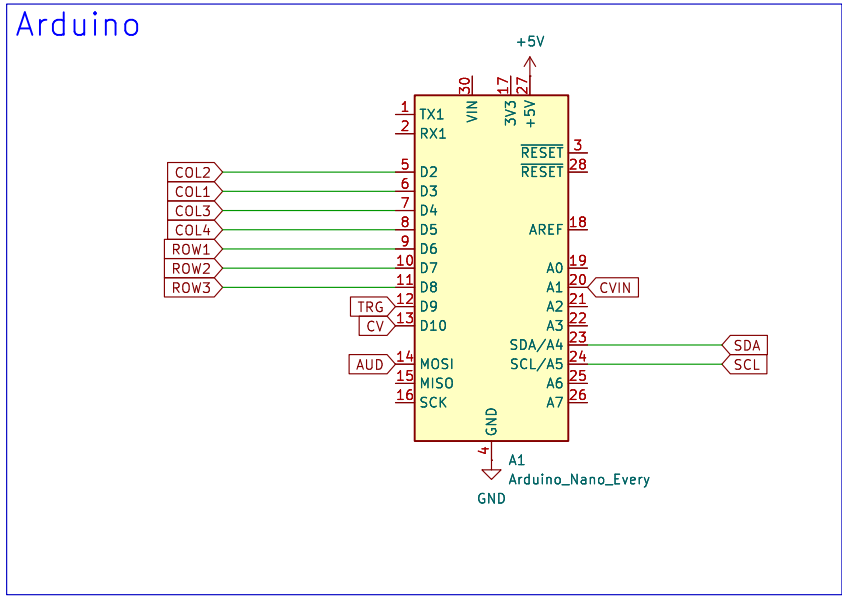 Arduino
+5V
30
17
27
VIN
3V3
+5V
1 TX1
2 RX1
RESET 3
RESET 28
COL2 5 D2
COL1 6 D3
COL3 7 D4
COL4 8 D5 AREF 18
ROW1 9 D6
ROW2 10 D7 A0 19
ROW3 11 D8 A1 20 CVIN
TRG 12 D9 A2 21
CV 13 D10 A3 22
SDA/A4 23 SDA
AUD 14 MOSI SCL/A5 24 SCL
15 MISO A6 25
16 SCK A7 26
GND
4
A1
Arduino_Nano_Every
GND